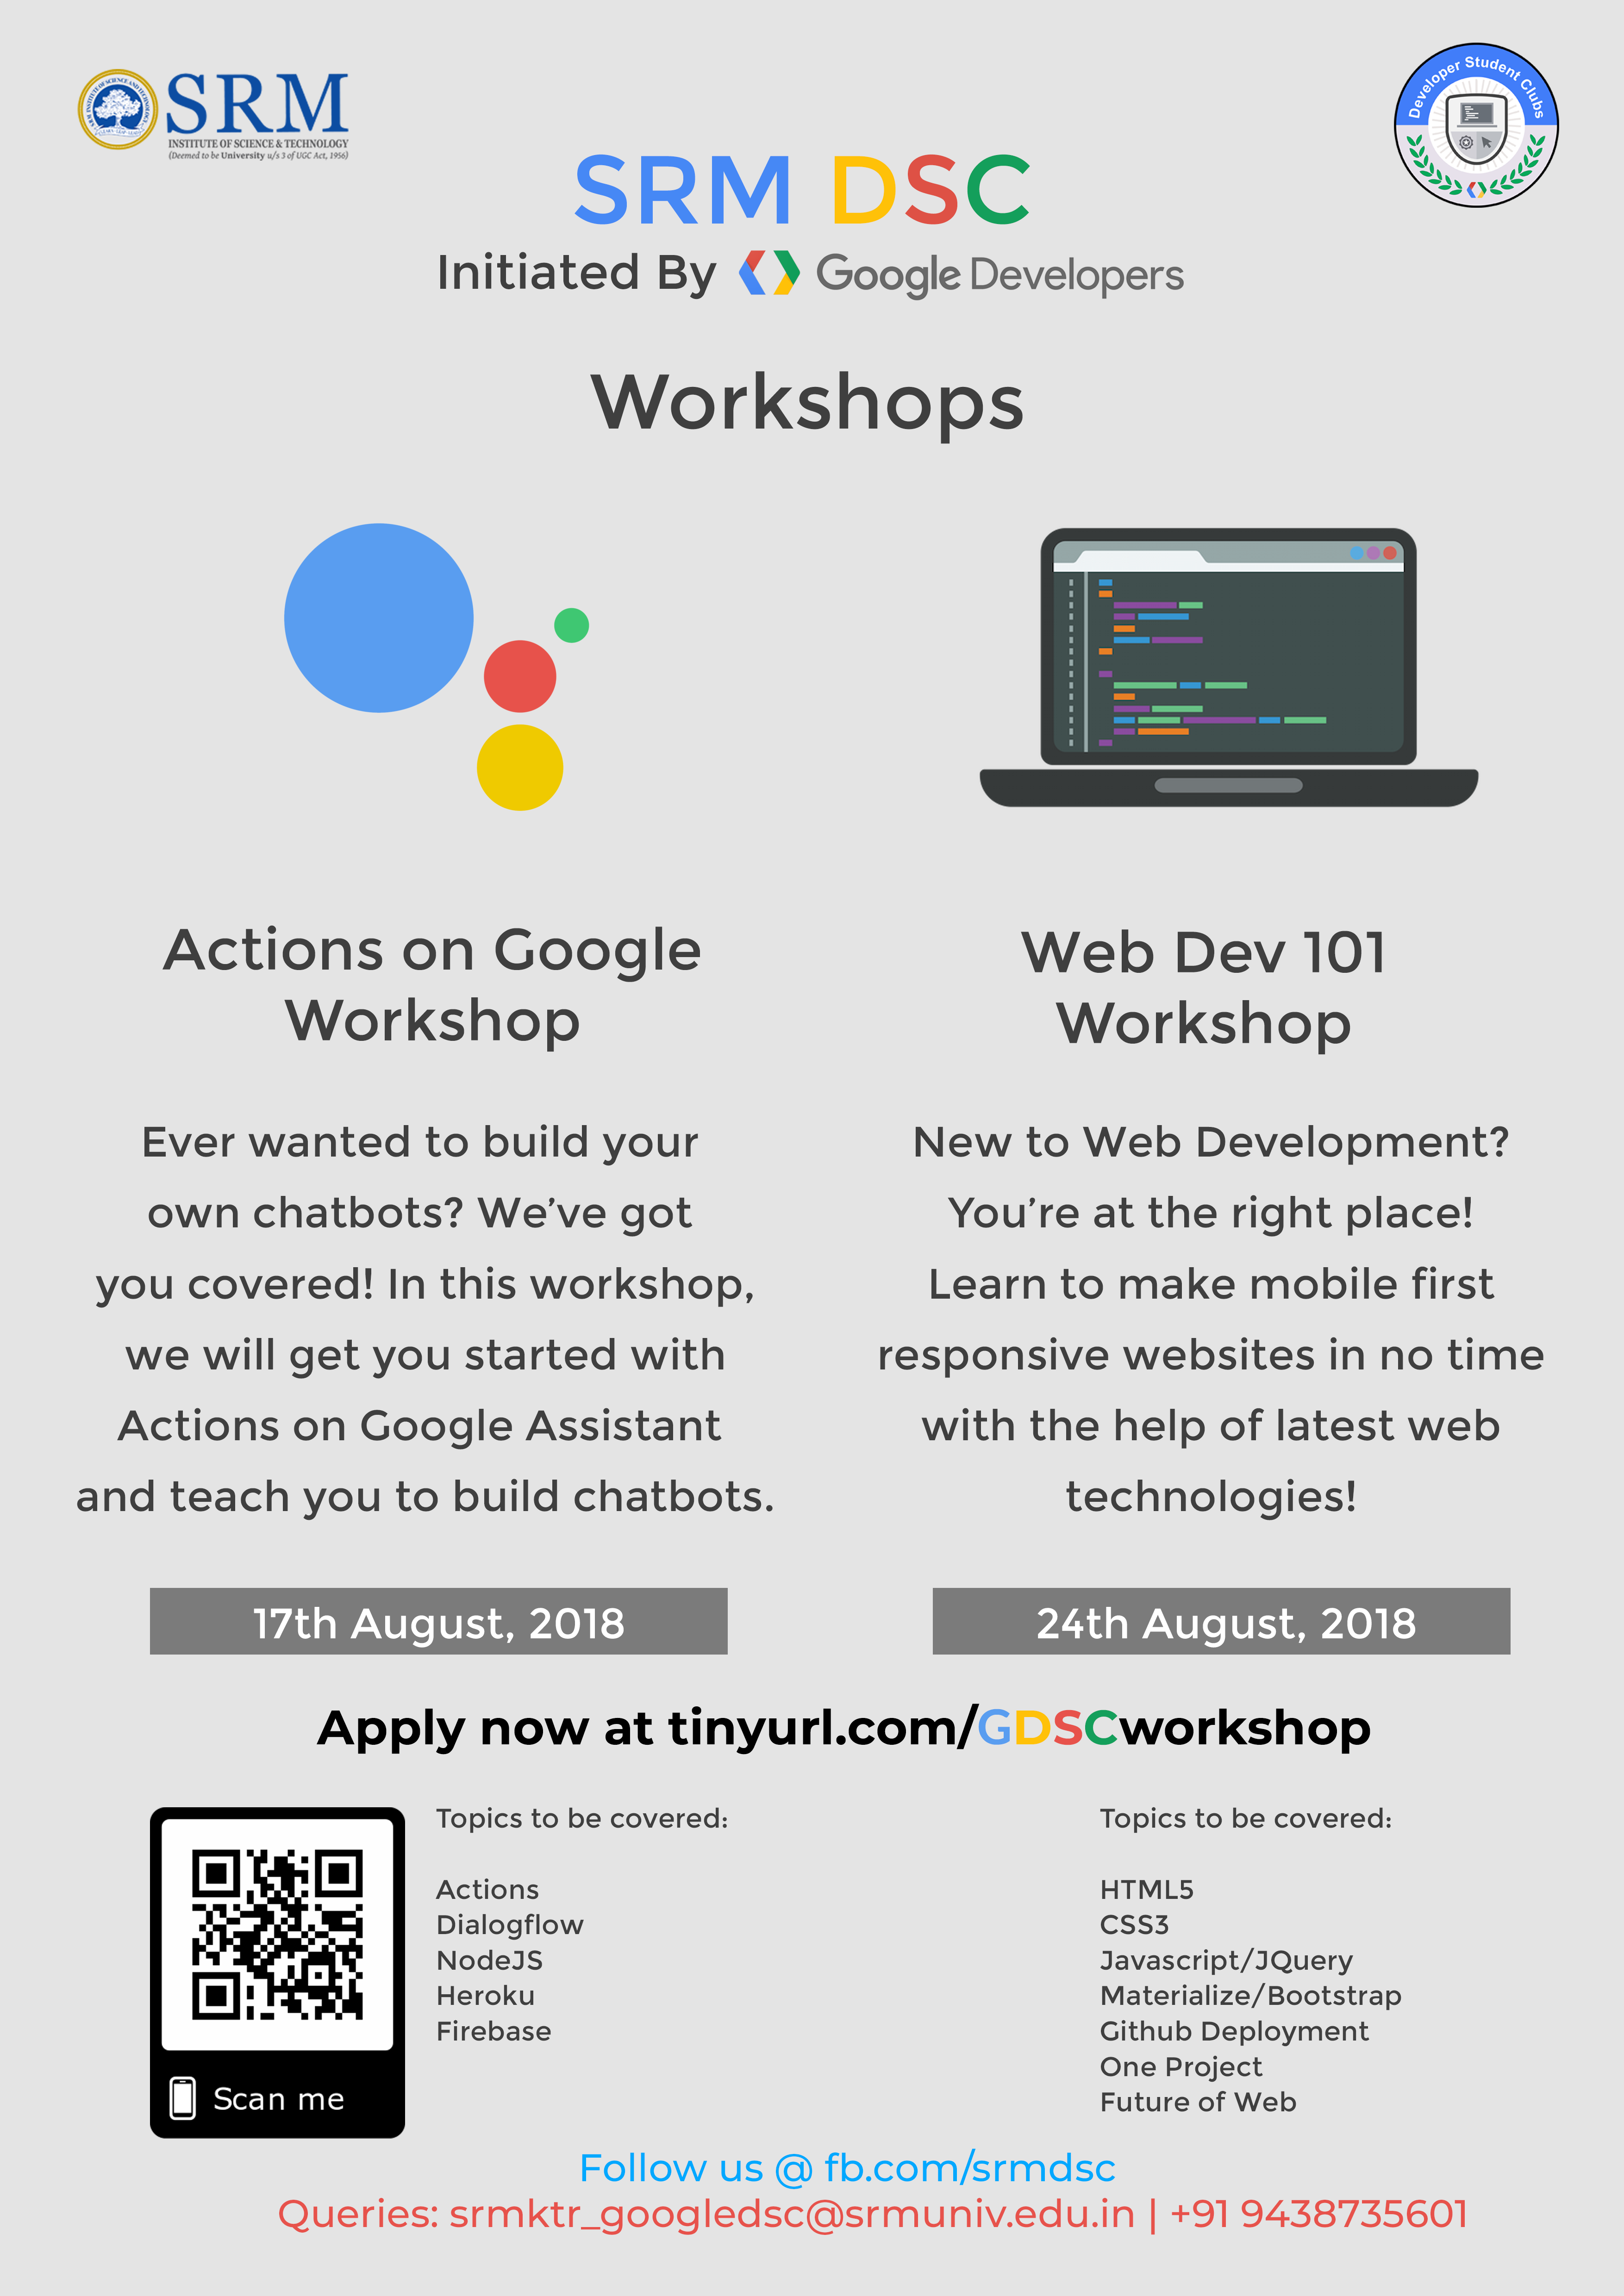 SRM
INSTITUTE OF SCIENCE & TECHNOLOGY
(Deemed to be University u/s 3 of UGC Act, 1956)
Developer Student Clubs
SRM DSC
Initiated By Google Developers
Workshops
Actions on Google
Workshop
Ever wanted to build your
own chatbots? We’ve got
you covered! In this workshop,
we will get you started with
Actions on Google Assistant
and teach you to build chatbots.
17th August, 2018
Web Dev 101
Workshop
New to Web Development?
You’re at the right place!
Learn to make mobile first
responsive websites in no time
with the help of latest web
technologies!
24th August, 2018
Apply now at tinyurl.com/GDSCworkshop
Scan me
Topics to be covered:
Actions
Dialogflow
NodeJS
Heroku
Firebase
Topics to be covered:
HTML5
CSS3
Javascript/JQuery
Materialize/Bootstrap
Github Deployment
One Project
Future of Web
Follow us @ fb.com/srmdsc
Queries: srmktr_googledsc@srmuniv.edu.in | +91 9438735601